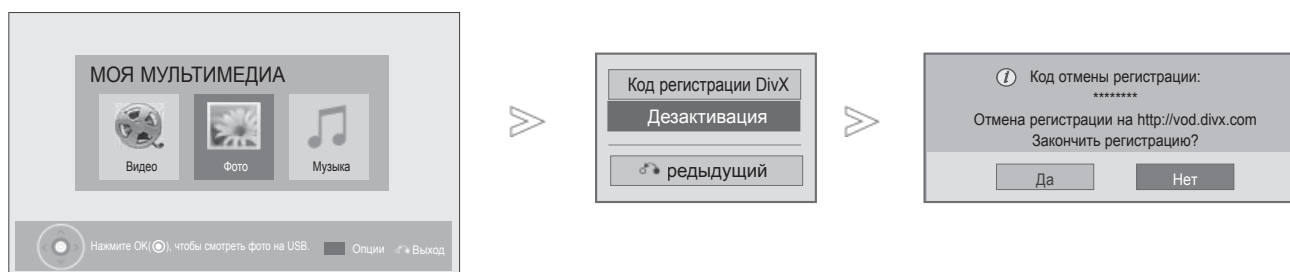 МОЯ МУЛЬТИМЕДИА
Видео
Фото
Музыка
Нажмите OK(◉), чтобы смотреть фото на USB.
Опции
Выход
Код регистрации DivX
Дезактивация
редыдущий
Код отмены регистрации:
********
Отмена регистрации на http://vod.divx.com
Закончить регистрацию?
Да
Нет